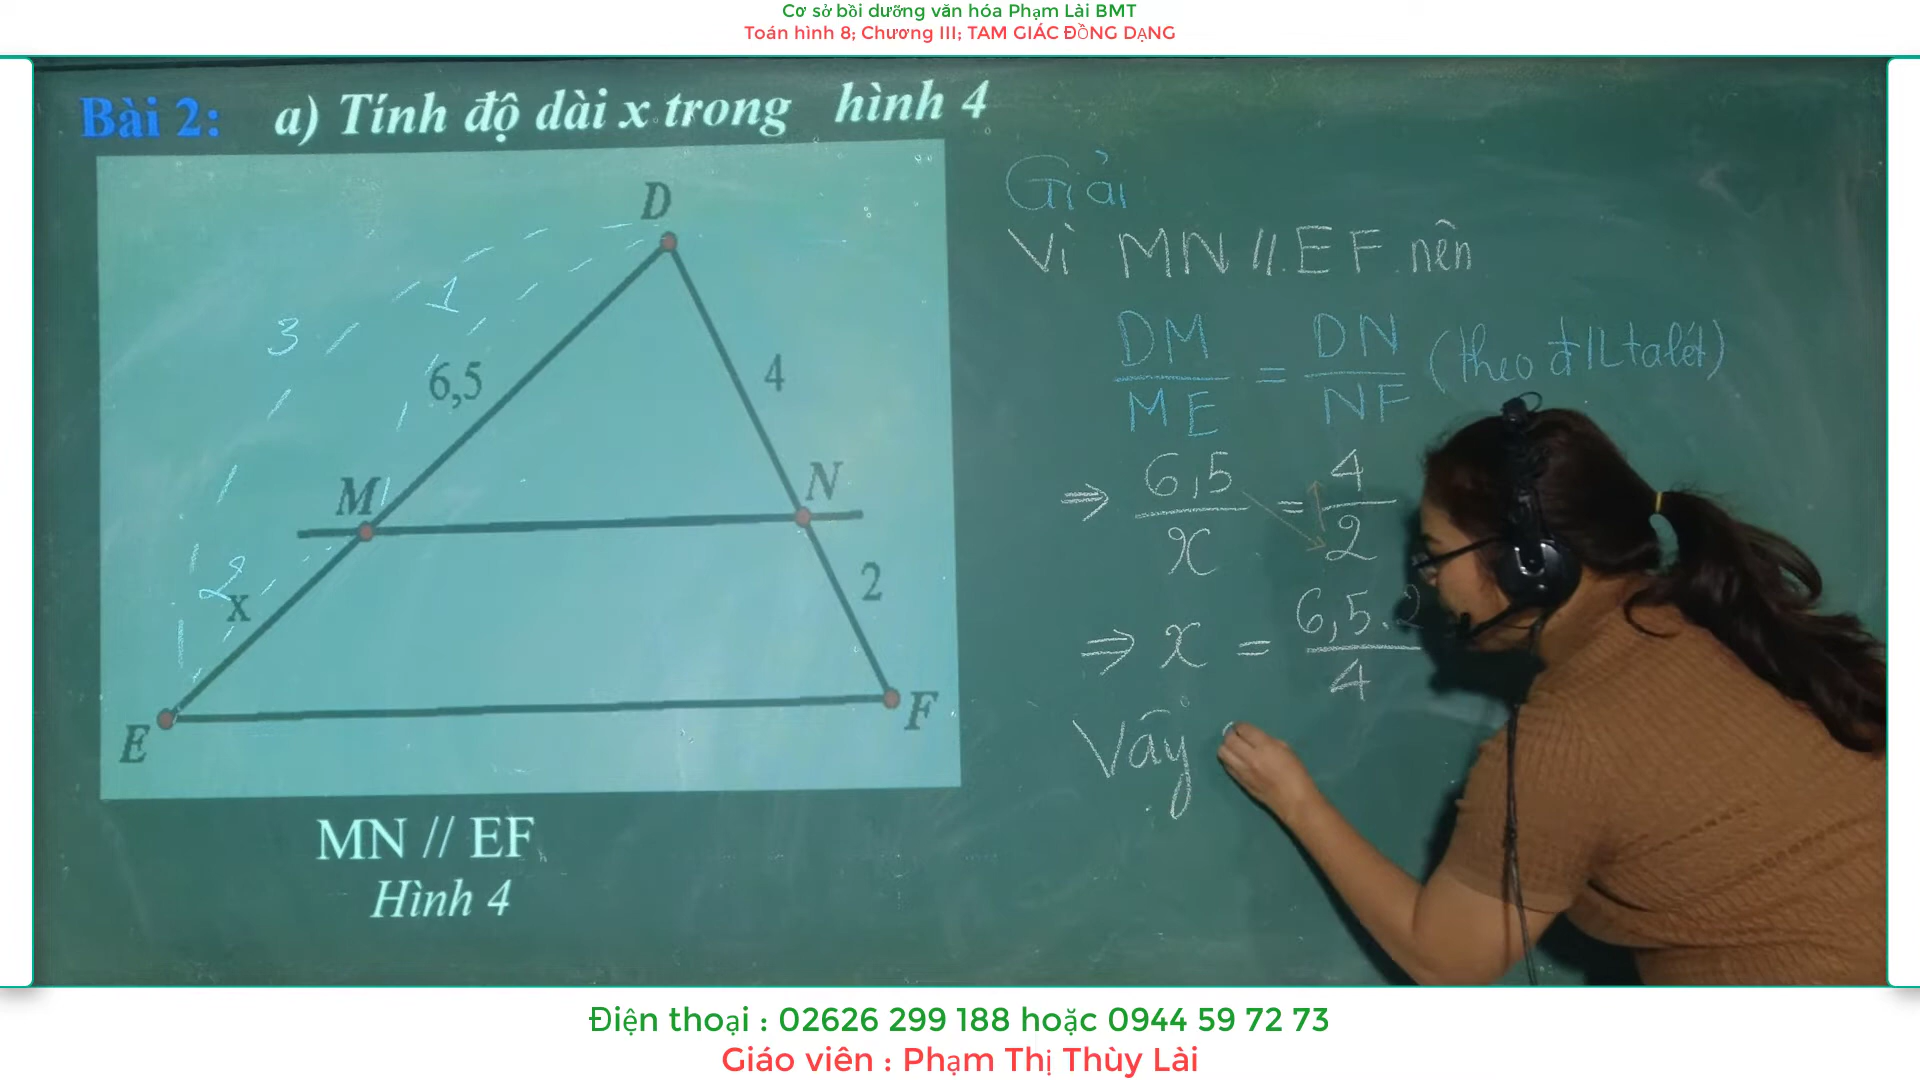 Cơ sở bồi dưỡng văn hóa Phạm Lài BMT
Toán hình 8; Chương III; TAM GIÁC ĐỒNG DẠNG
Bài 2: a) Tính độ dài x trong hình 4
D
1
3
6,5
4
M
N
2
x
2
E
F
MN // EF
Hình 4
Giải
Vì MN // EF nên
DM/ME = DN/NF (theo đ/L talét)
⇒ 6,5/x = 4/2
⇒ x = 6,5.2/4
Vậy
Điện thoại : 02626 299 188 hoặc 0944 59 72 73
Giáo viên : Phạm Thị Thùy Lài